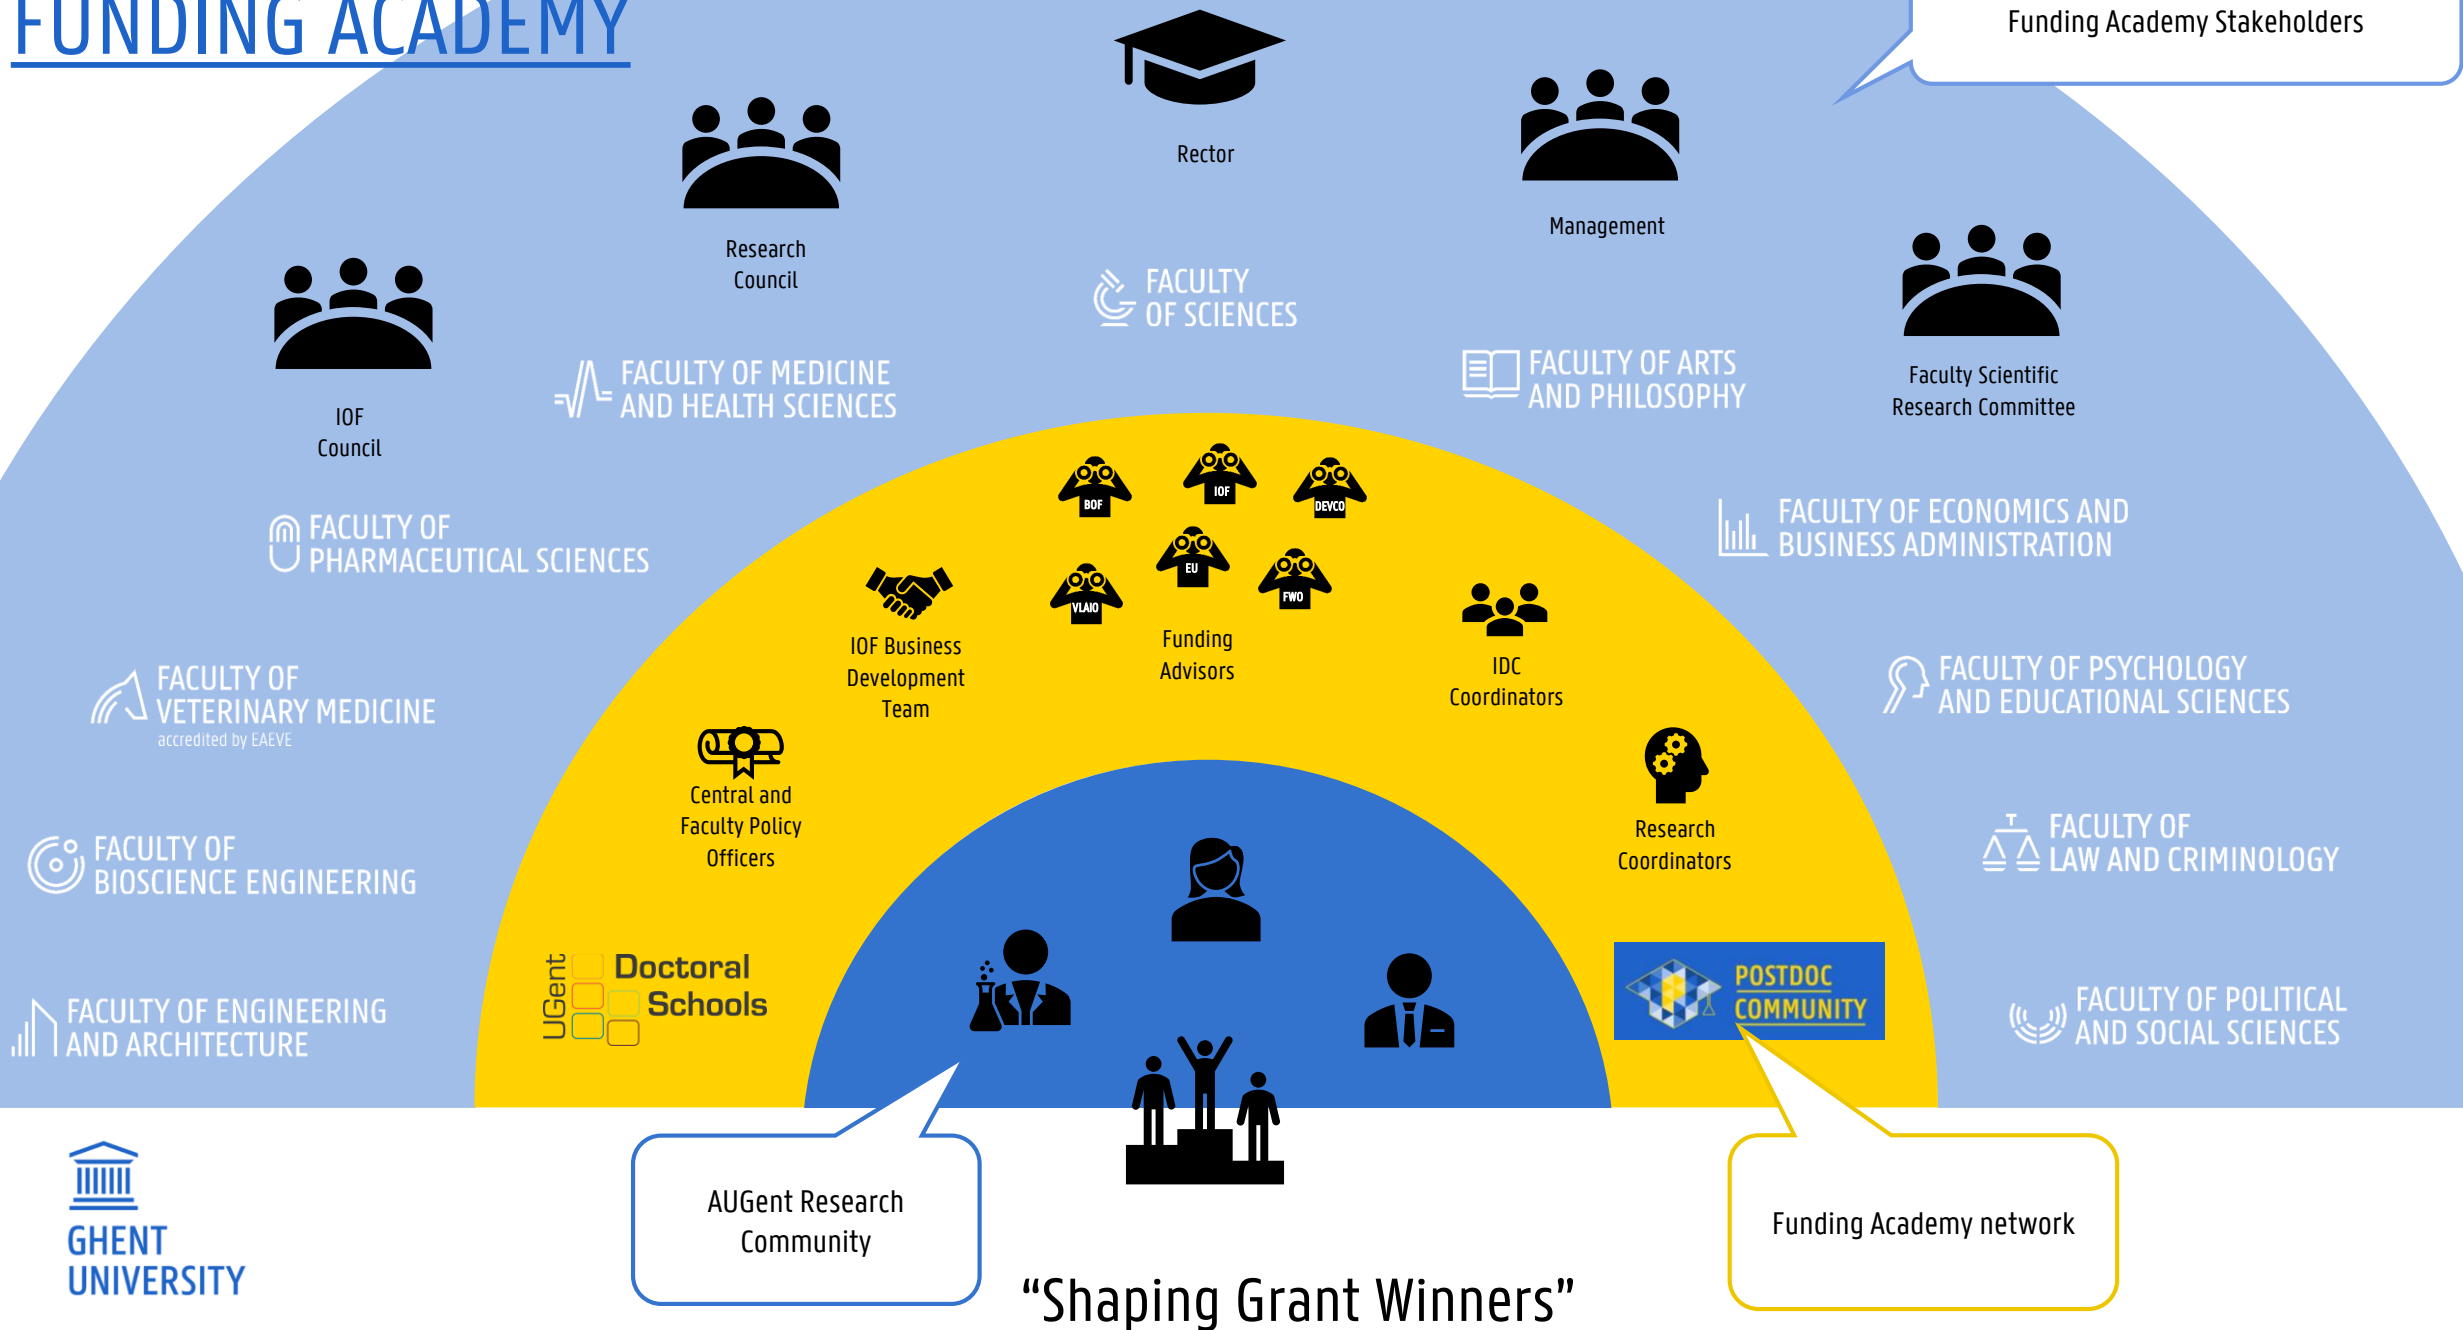 FUNDING ACADEMY
Funding Academy Stakeholders
Rector
Management
Research
Council
FACULTY
OF SCIENCES
FACULTY OF MEDICINE
AND HEALTH SCIENCES
FACULTY OF ARTS
AND PHILOSOPHY
Faculty Scientific
Research Committee
IOF
Council
BOF
IOF
DEVCO
FACULTY OF
PHARMACEUTICAL SCIENCES
FACULTY OF ECONOMICS AND
BUSINESS ADMINISTRATION
VLAIO
EU
FWO
IOF Business
Development
Team
Funding
Advisors
IDC
Coordinators
FACULTY OF
VETERINARY MEDICINE
accredited by EAEVE
FACULTY OF PSYCHOLOGY
AND EDUCATIONAL SCIENCES
Central and
Faculty Policy
Officers
Research
Coordinators
FACULTY OF
BIOSCIENCE ENGINEERING
FACULTY OF
LAW AND CRIMINOLOGY
UGent
Doctoral
Schools
POSTDOC
COMMUNITY
FACULTY OF ENGINEERING
AND ARCHITECTURE
FACULTY OF POLITICAL
AND SOCIAL SCIENCES
GHENT
UNIVERSITY
AUGent Research
Community
Funding Academy network
“Shaping Grant Winners”